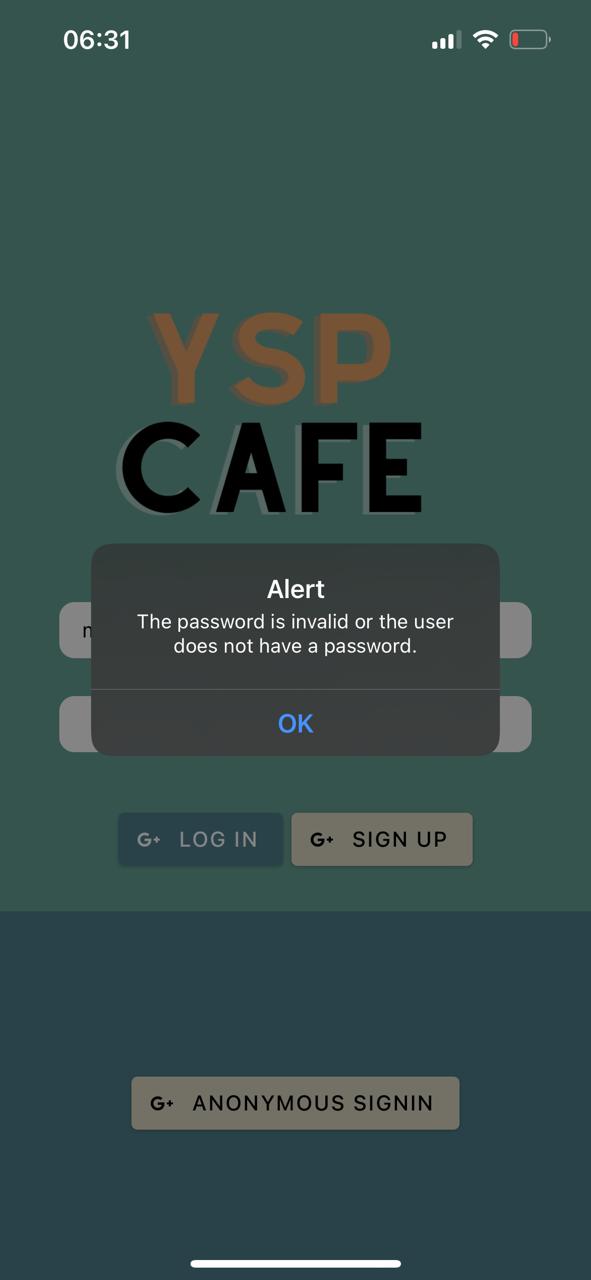 06:31
YSP
CAFE
Alert
The password is invalid or the user
does not have a password.
OK
G+ LOG IN
G+ SIGN UP
G+ ANONYMOUS SIGNIN